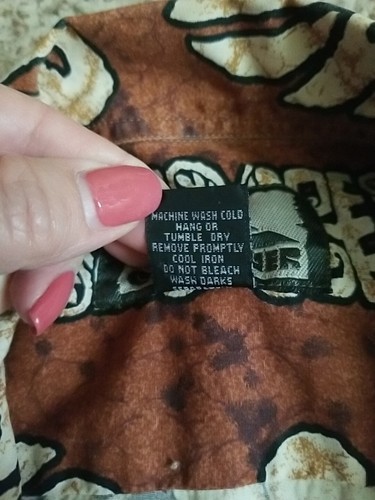 MACHINE WASH COLD
HANG OR
TUMBLE DRY
REMOVE PROMPTLY
COOL IRON
DO NOT BLEACH
WASH DARKS